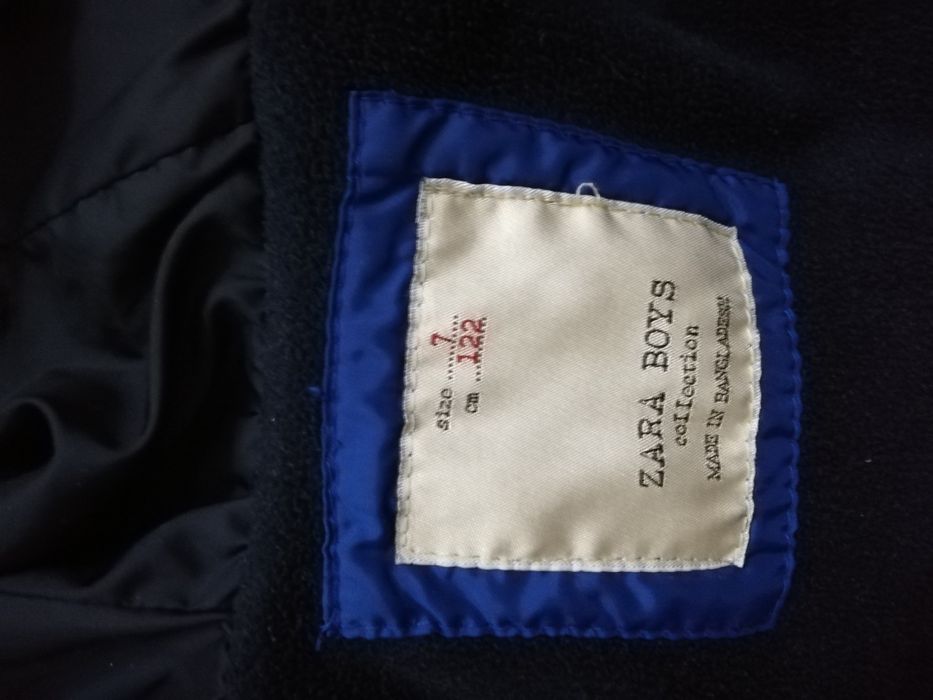 size ...7...
cm ...122
ZARA BOYS
collection
MADE IN BANGLADESH